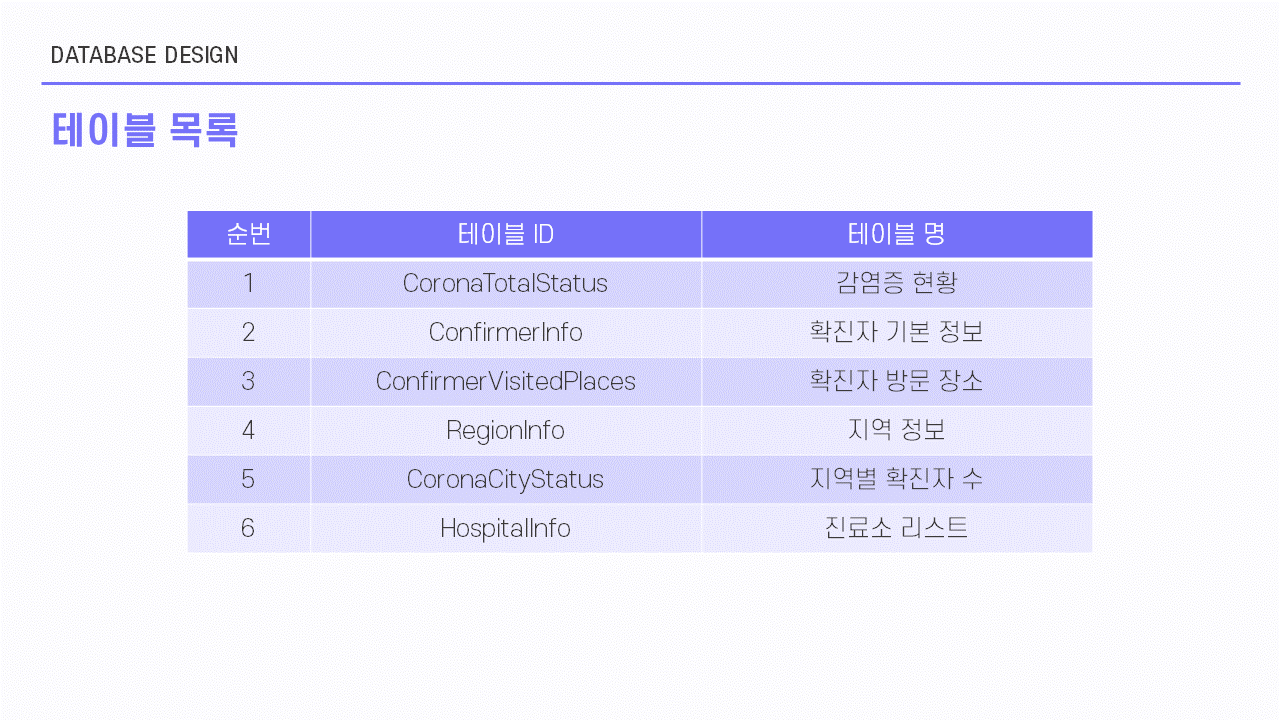 DATABASE DESIGN
테이블 목록
순번 테이블 ID 테이블 명
1 CoronaTotalStatus 감염증 현황
2 ConfirmerInfo 확진자 기본 정보
3 ConfirmerVisitedPlaces 확진자 방문 장소
4 RegionInfo 지역 정보
5 CoronaCityStatus 지역별 확진자 수
6 HospitalInfo 진료소 리스트